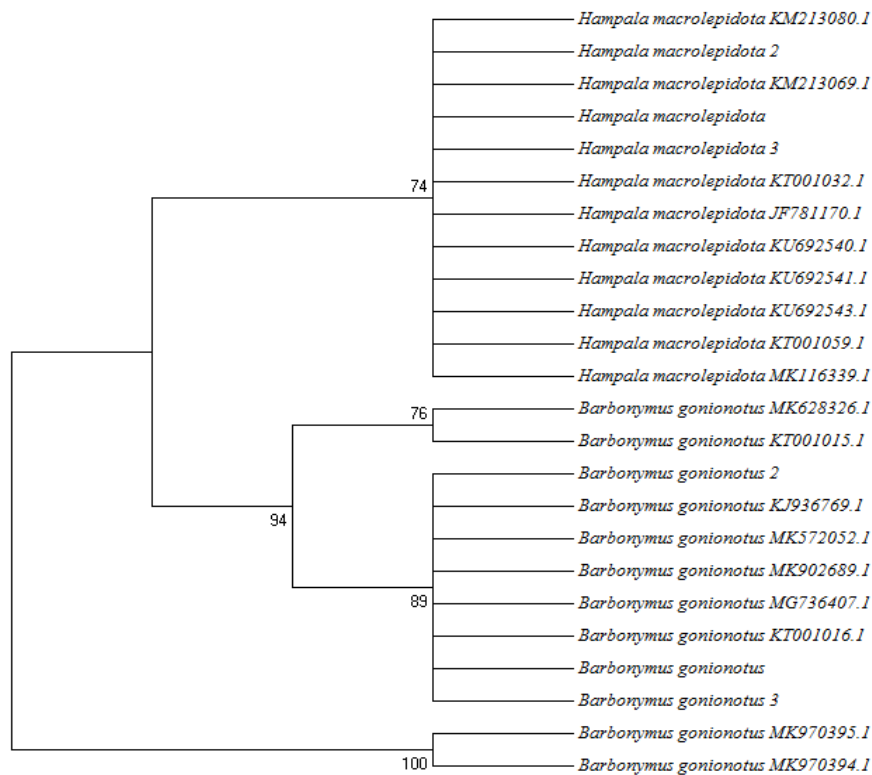 Hampala macrolepidota KM213080.1
Hampala macrolepidota 2
Hampala macrolepidota KM213069.1
Hampala macrolepidota
Hampala macrolepidota 3
74
Hampala macrolepidota KT001032.1
Hampala macrolepidota JF781170.1
Hampala macrolepidota KU692540.1
Hampala macrolepidota KU692541.1
Hampala macrolepidota KU692543.1
Hampala macrolepidota KT001059.1
Hampala macrolepidota MK116339.1
76
Barbonymus gonionotus MK628326.1
Barbonymus gonionotus KT001015.1
Barbonymus gonionotus 2
Barbonymus gonionotus KJ936769.1
94
Barbonymus gonionotus MK572052.1
Barbonymus gonionotus MK902689.1
89
Barbonymus gonionotus MG736407.1
Barbonymus gonionotus KT001016.1
Barbonymus gonionotus
Barbonymus gonionotus 3
Barbonymus gonionotus MK970395.1
100
Barbonymus gonionotus MK970394.1